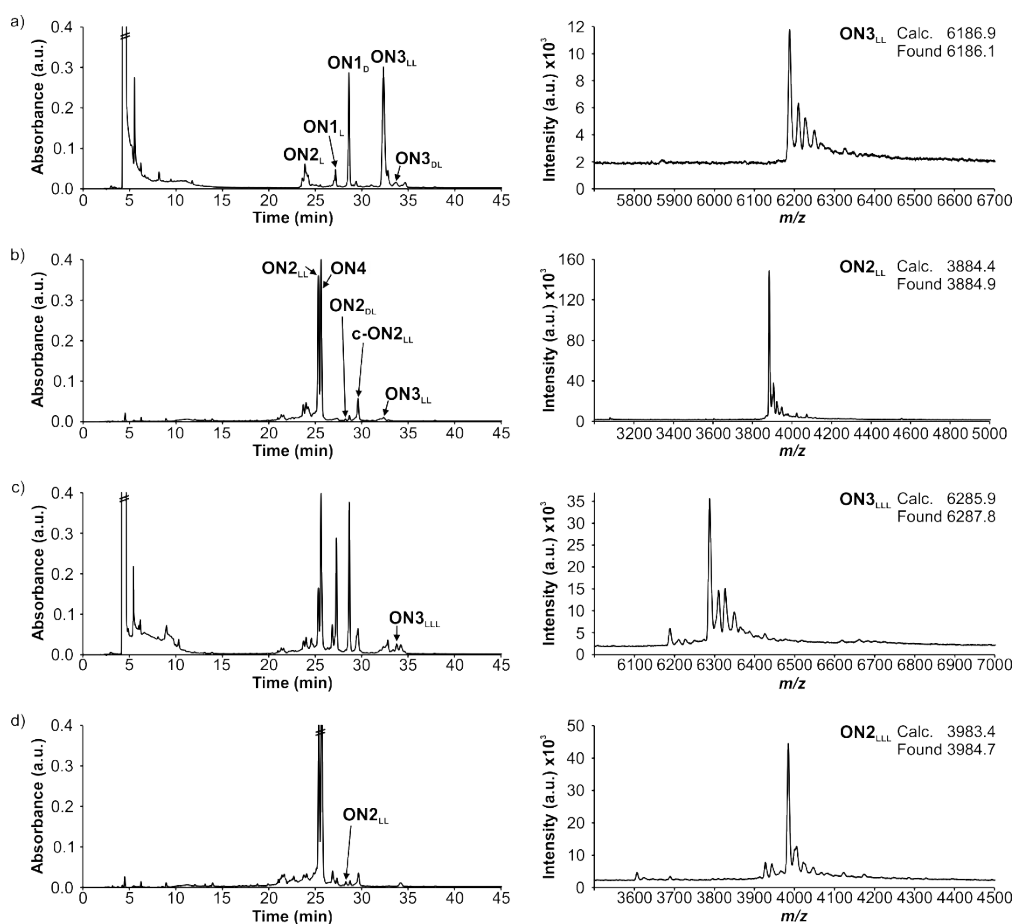 a)
Absorbance (a.u.)
0.4
0.3
0.2
0.1
0.0
ON2L
ON1L
ON1D
ON3LL
ON3DL
0 5 10 15 20 25 30 35 40 45
Time (min)
Intensity (a.u.) x10³
12
10
8
6
4
2
0
ON3LL Calc. 6186.9
Found 6186.1
5800 5900 6000 6100 6200 6300 6400 6500 6600 6700
m/z
b)
Absorbance (a.u.)
0.4
0.3
0.2
0.1
0.0
ON2LL
ON4
ON2DL
c-ON2LL
ON3LL
0 5 10 15 20 25 30 35 40 45
Time (min)
Intensity (a.u.) x10³
160
120
80
40
0
ON2LL Calc. 3884.4
Found 3884.9
3200 3400 3600 3800 4000 4200 4400 4600 4800 5000
m/z
c)
Absorbance (a.u.)
0.4
0.3
0.2
0.1
0.0
ON3LLL
0 5 10 15 20 25 30 35 40 45
Time (min)
Intensity (a.u.) x10³
35
30
25
20
15
10
5
0
ON3LLL Calc. 6285.9
Found 6287.8
6100 6200 6300 6400 6500 6600 6700 6800 6900 7000
m/z
d)
Absorbance (a.u.)
0.4
0.3
0.2
0.1
0.0
ON2LL
0 5 10 15 20 25 30 35 40 45
Time (min)
Intensity (a.u.) x10³
50
40
30
20
10
0
ON2LLL Calc. 3983.4
Found 3984.7
3600 3700 3800 3900 4000 4100 4200 4300 4400 4500
m/z